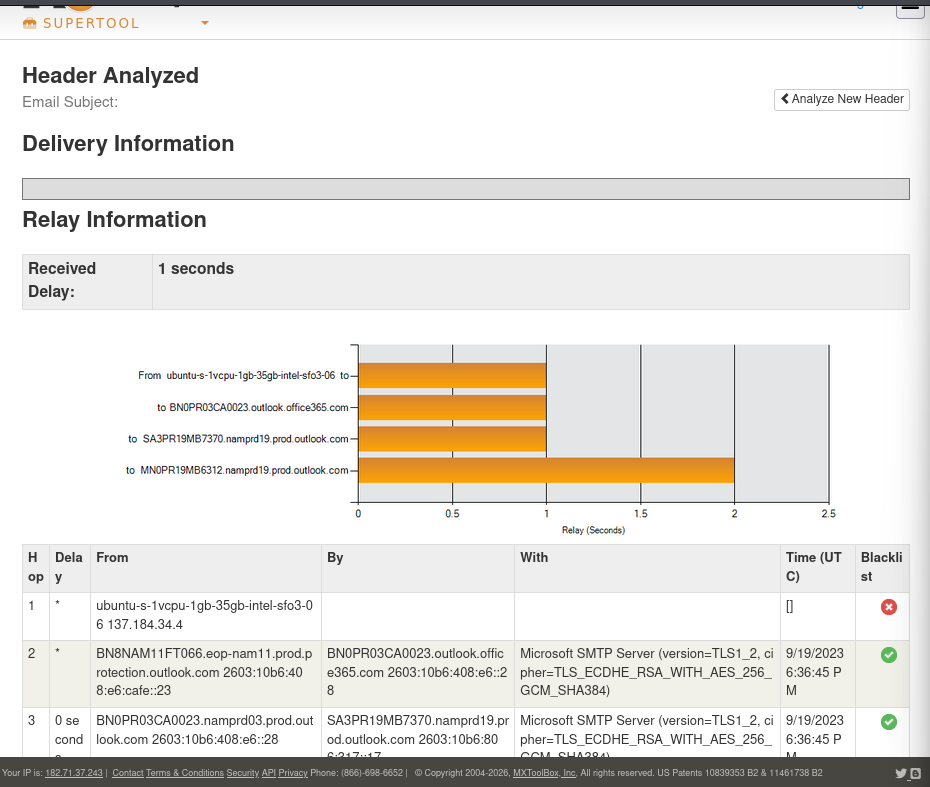 SUPERTOOL
Header Analyzed
Email Subject:
Analyze New Header
Delivery Information
Relay Information
Received
Delay:
1 seconds
From ubuntu-s-1vcpu-1gb-35gb-intel-sfo3-06 to
to BN0PR03CA0023.outlook.office365.com
to SA3PR19MB7370.namprd19.prod.outlook.com
to MN0PR19MB6312.namprd19.prod.outlook.com
0 0.5 1 1.5 2 2.5
Relay (Seconds)
H
op
Dela
y
From
By
With
Time (UT
C)
Blackli
st
1
*
ubuntu-s-1vcpu-1gb-35gb-intel-sfo3-0
6 137.184.34.4
[]
2
*
BN8NAM11FT066.eop-nam11.prod.p
rotection.outlook.com 2603:10b6:40
8:e6:cafe::23
BN0PR03CA0023.outlook.offic
e365.com 2603:10b6:408:e6::2
8
Microsoft SMTP Server (version=TLS1_2, ci
pher=TLS_ECDHE_RSA_WITH_AES_256_
GCM_SHA384)
9/19/2023
6:36:45 P
M
3
0 se
cond
BN0PR03CA0023.namprd03.prod.out
look.com 2603:10b6:408:e6::28
SA3PR19MB7370.namprd19.pr
od.outlook.com 2603:10b6:80
6:317::17
Microsoft SMTP Server (version=TLS1_2, ci
pher=TLS_ECDHE_RSA_WITH_AES_256_
GCM_SHA384)
9/19/2023
6:36:45 P
M
Your IP is: 182.71.37.243 | Contact Terms & Conditions Security API Privacy Phone: (866)-698-6652 | © Copyright 2004-2026, MXToolBox, Inc, All rights reserved. US Patents 10839353 B2 & 11461738 B2